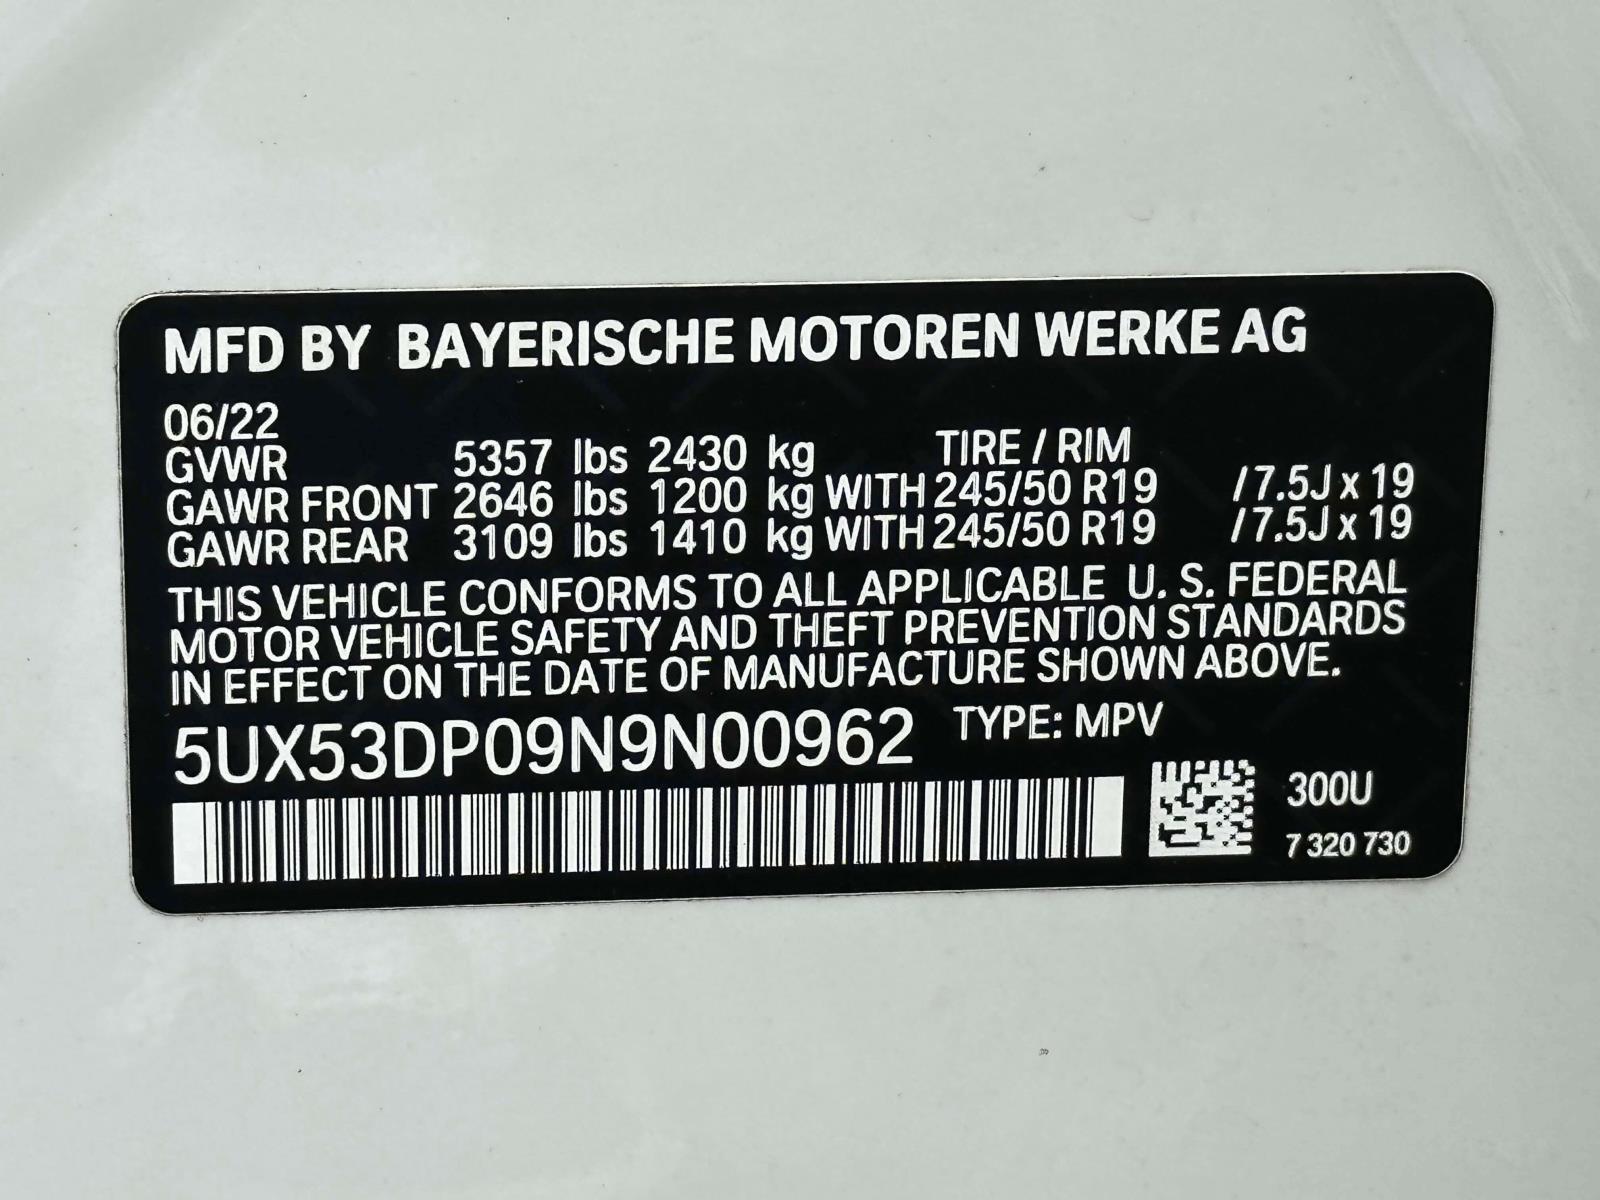 MFD BY BAYERISCHE MOTOREN WERKE AG
06/22
GVWR 5357 lbs 2430 kg TIRE / RIM
GAWR FRONT 2646 lbs 1200 kg WITH 245/50 R19 /7.5J x 19
GAWR REAR 3109 lbs 1410 kg WITH 245/50 R19 /7.5J x 19
THIS VEHICLE CONFORMS TO ALL APPLICABLE U. S. FEDERAL
MOTOR VEHICLE SAFETY AND THEFT PREVENTION STANDARDS
IN EFFECT ON THE DATE OF MANUFACTURE SHOWN ABOVE.
5UX53DP09N9N00962 TYPE: MPV
300U
7 320 730